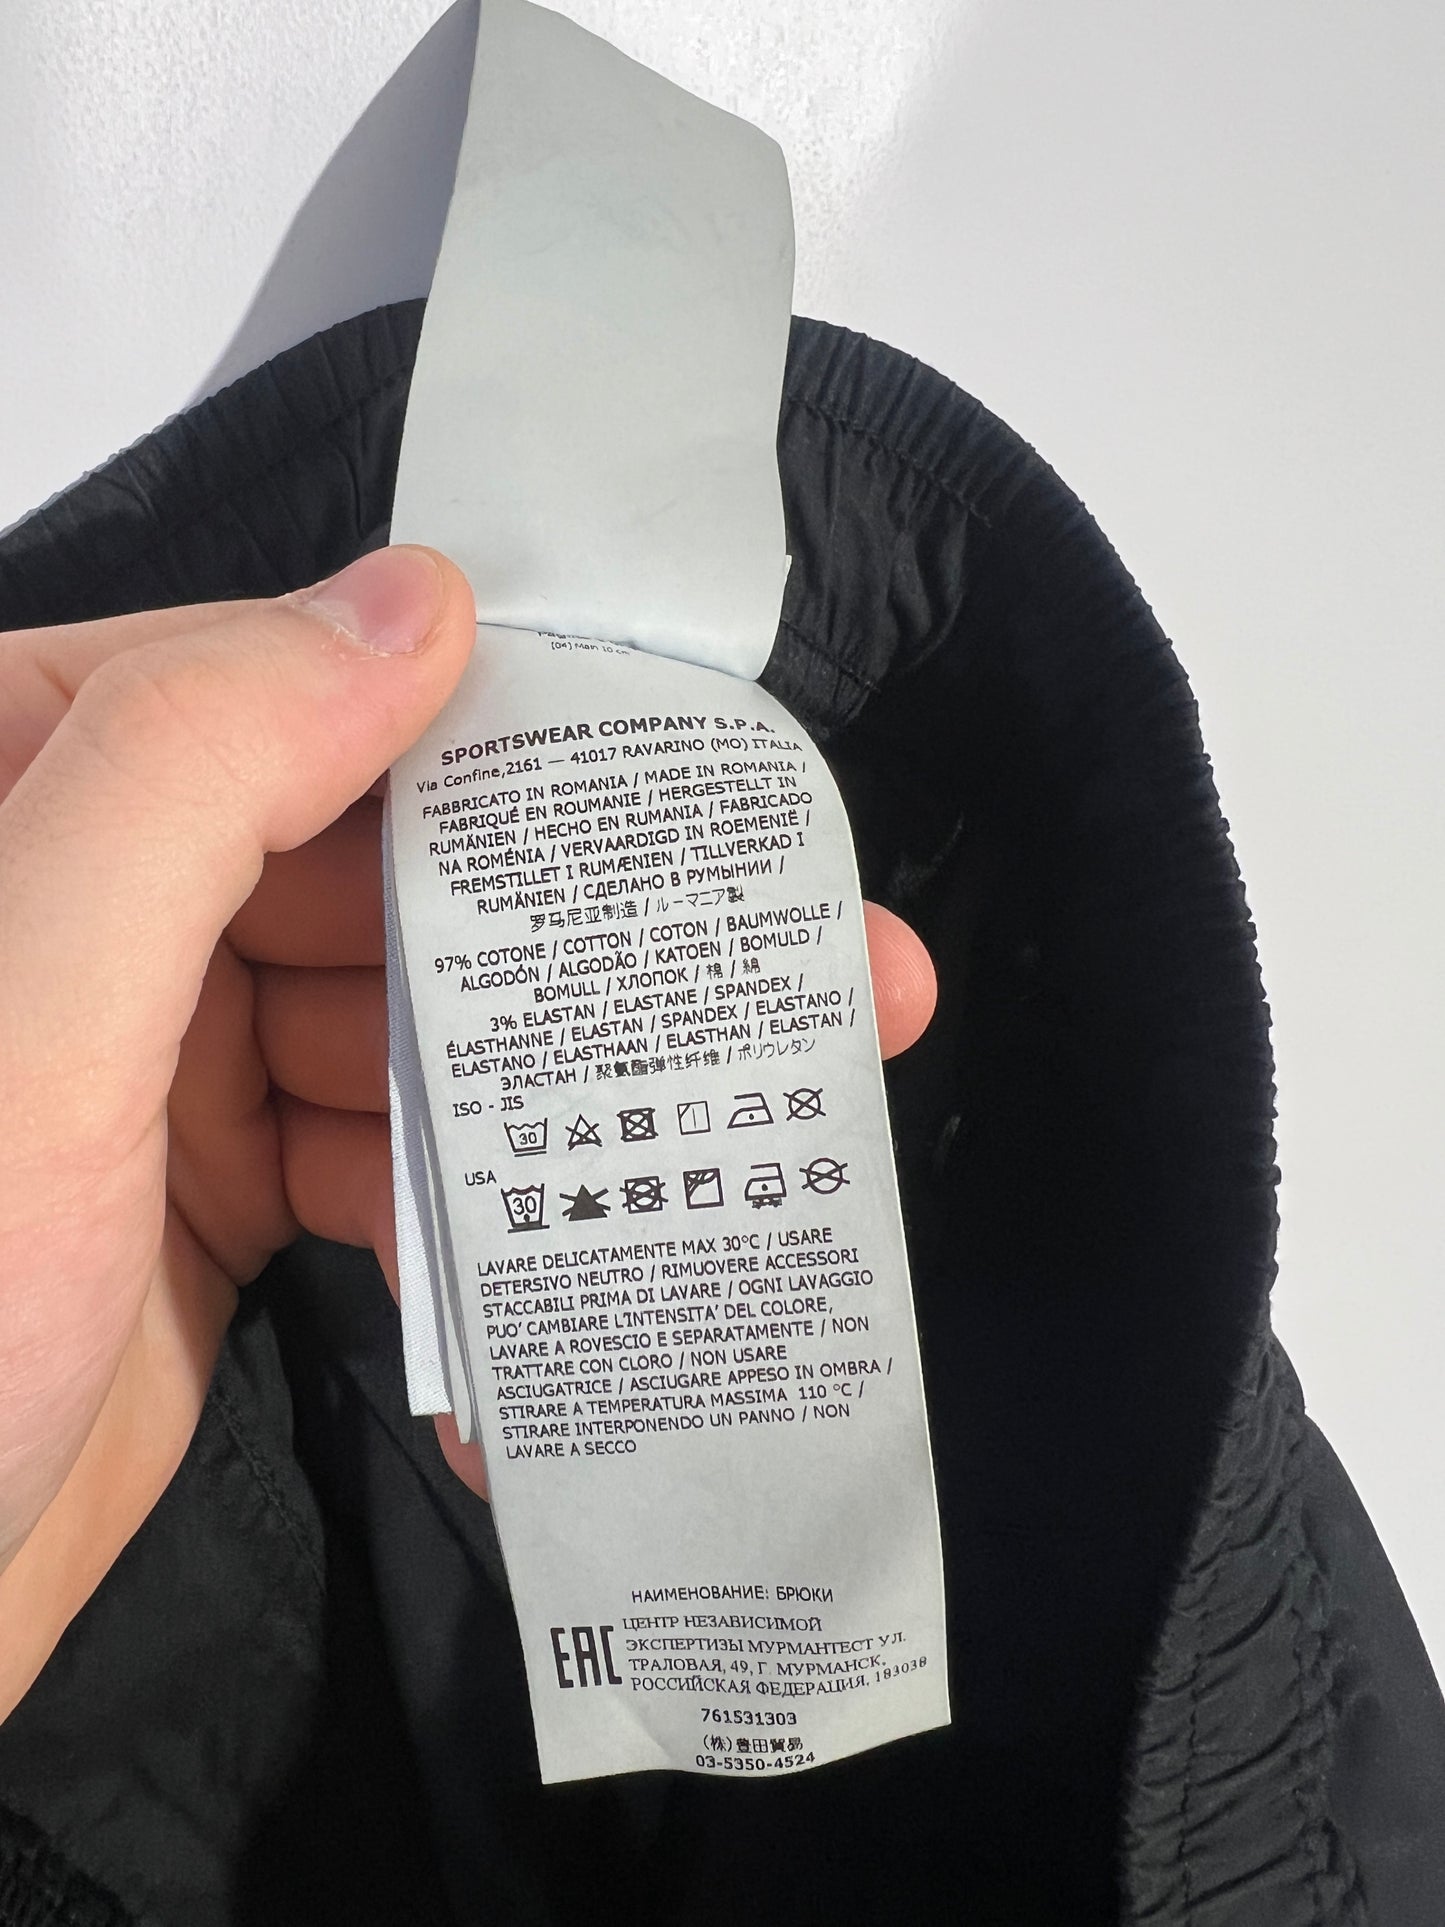 [04] Main 10 cm
SPORTSWEAR COMPANY S.P.A.
Via Confine,2161 — 41017 RAVARINO (MO) ITALIA
FABBRICATO IN ROMANIA / MADE IN ROMANIA /
FABRIQUÉ EN ROUMANIE / HERGESTELLT IN
RUMÄNIEN / HECHO EN RUMANIA / FABRICADO
NA ROMÉNIA / VERVAARDIGD IN ROEMENIË /
FREMSTILLET I RUMÆNIEN / TILLVERKAD I
RUMÄNIEN / СДЕЛАНО В РУМЫНИИ /
罗马尼亚制造 / ルーマニア製
97% COTONE / COTTON / COTON / BAUMWOLLE /
ALGODÓN / ALGODÃO / KATOEN / BOMULD /
BOMULL / ХЛОПОК / 棉 / 綿
3% ELASTAN / ELASTANE / SPANDEX /
ÉLASTHANNE / ELASTAN / SPANDEX / ELASTANO /
ELASTANO / ELASTHAAN / ELASTHAN / ELASTAN /
ЭЛАСТАН / 聚氨酯弹性纤维 / ポリウレタン
ISO - JIS
30
USA
30
LAVARE DELICATAMENTE MAX 30°C / USARE
DETERSIVO NEUTRO / RIMUOVERE ACCESSORI
STACCABILI PRIMA DI LAVARE / OGNI LAVAGGIO
PUO' CAMBIARE L'INTENSITA' DEL COLORE,
LAVARE A ROVESCIO E SEPARATAMENTE / NON
TRATTARE CON CLORO / NON USARE
ASCIUGATRICE / ASCIUGARE APPESO IN OMBRA /
STIRARE A TEMPERATURA MASSIMA 110 °C /
STIRARE INTERPONENDO UN PANNO / NON
LAVARE A SECCO
НАИМЕНОВАНИЕ: БРЮКИ
EAC
ЦЕНТР НЕЗАВИСИМОЙ
ЭКСПЕРТИЗЫ МУРМАНТЕСТ УЛ.
ТРАЛОВАЯ, 49, Г. МУРМАНСК,
РОССИЙСКАЯ ФЕДЕРАЦИЯ, 183038
761531303
(株)豊田貿易
03-5350-4524